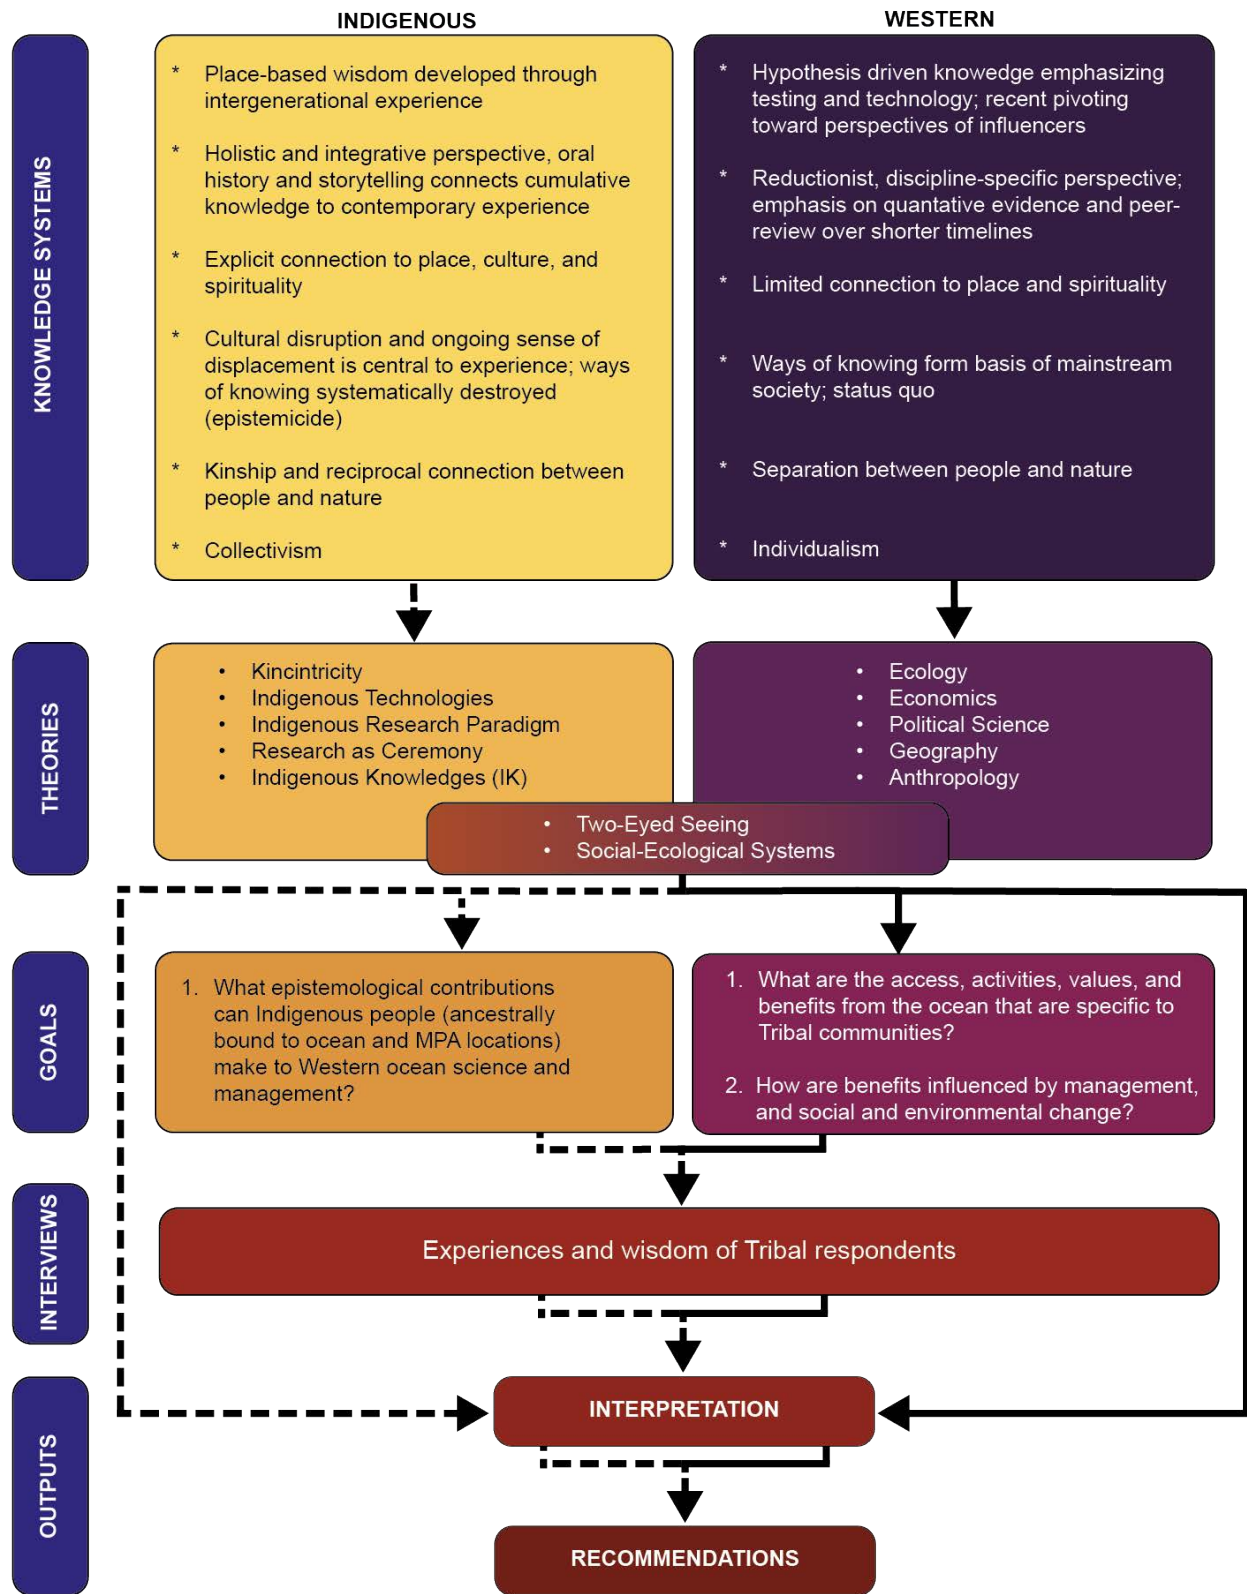 INDIGENOUS
WESTERN
KNOWLEDGE SYSTEMS
* Place-based wisdom developed through
intergenerational experience
* Holistic and integrative perspective, oral
history and storytelling connects cumulative
knowledge to contemporary experience
* Explicit connection to place, culture, and
spirituality
* Cultural disruption and ongoing sense of
displacement is central to experience; ways
of knowing systematically destroyed
(epistemicide)
* Kinship and reciprocal connection between
people and nature
* Collectivism
* Hypothesis driven knowedge emphasizing
testing and technology; recent pivoting
toward perspectives of influencers
* Reductionist, discipline-specific perspective;
emphasis on quantative evidence and peer-
review over shorter timelines
* Limited connection to place and spirituality
* Ways of knowing form basis of mainstream
society; status quo
* Separation between people and nature
* Individualism
THEORIES
• Kincintricity
• Indigenous Technologies
• Indigenous Research Paradigm
• Research as Ceremony
• Indigenous Knowledges (IK)
• Ecology
• Economics
• Political Science
• Geography
• Anthropology
• Two-Eyed Seeing
• Social-Ecological Systems
GOALS
1. What epistemological contributions
can Indigenous people (ancestrally
bound to ocean and MPA locations)
make to Western ocean science and
management?
1. What are the access, activities, values, and
benefits from the ocean that are specific to
Tribal communities?
2. How are benefits influenced by management,
and social and environmental change?
INTERVIEWS
Experiences and wisdom of Tribal respondents
OUTPUTS
INTERPRETATION
RECOMMENDATIONS